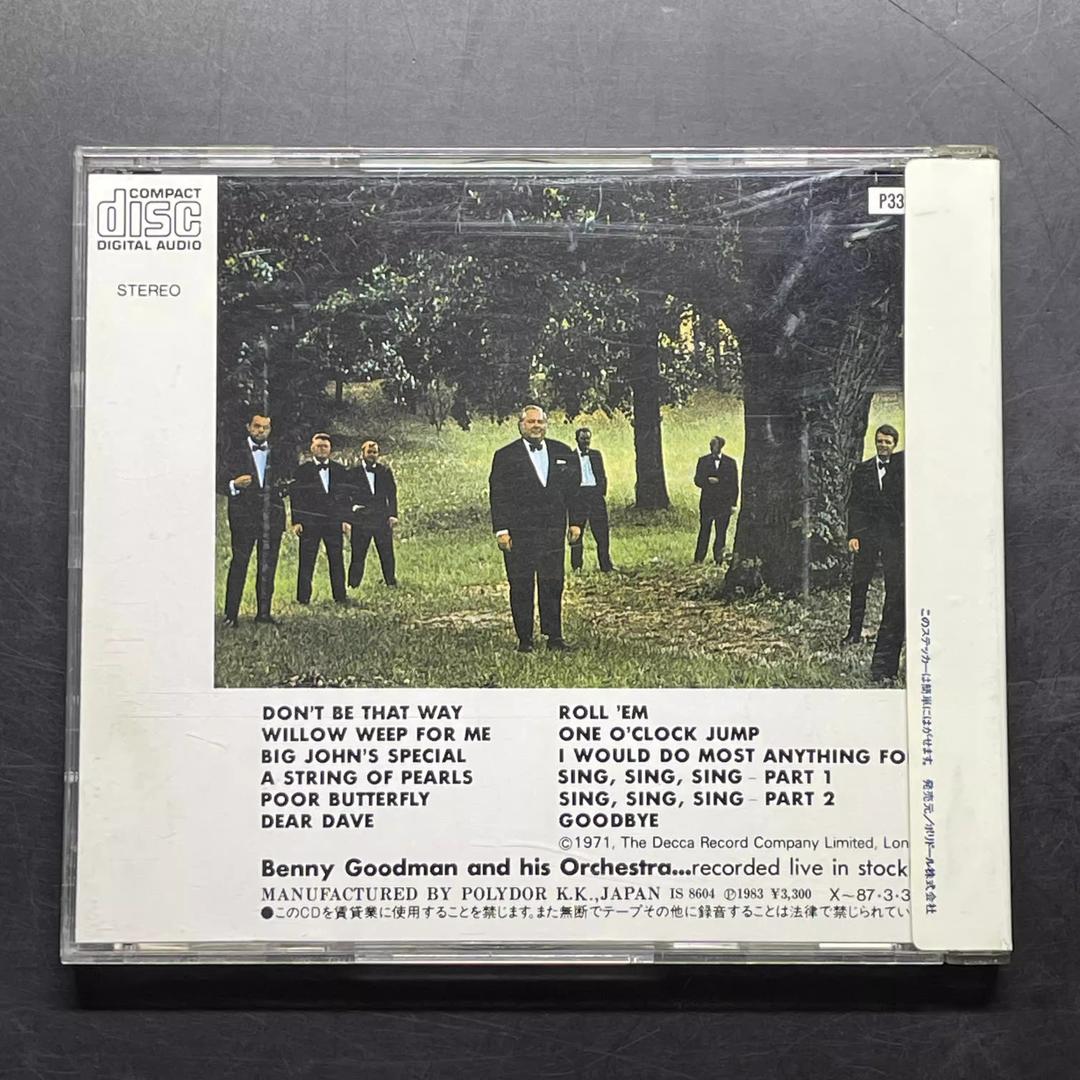 COMPACT
disc
DIGITAL AUDIO
STEREO
P33
DON'T BE THAT WAY
WILLOW WEEP FOR ME
BIG JOHN'S SPECIAL
A STRING OF PEARLS
POOR BUTTERFLY
DEAR DAVE
ROLL 'EM
ONE O'CLOCK JUMP
I WOULD DO MOST ANYTHING FO
SING, SING, SING – PART 1
SING, SING, SING – PART 2
GOODBYE
©1971, The Decca Record Company Limited, Lon
Benny Goodman and his Orchestra...recorded live in stock
MANUFACTURED BY POLYDOR K.K.,JAPAN IS 8604 Ⓟ1983 ¥3,300 X〜87・3・3
●このCDを賃貸業に使用することを禁じます。また無断でテープその他に録音することは法律で禁じられてい
このステッカーは簡単にはがせます。 発売元/ポリドール株式会社